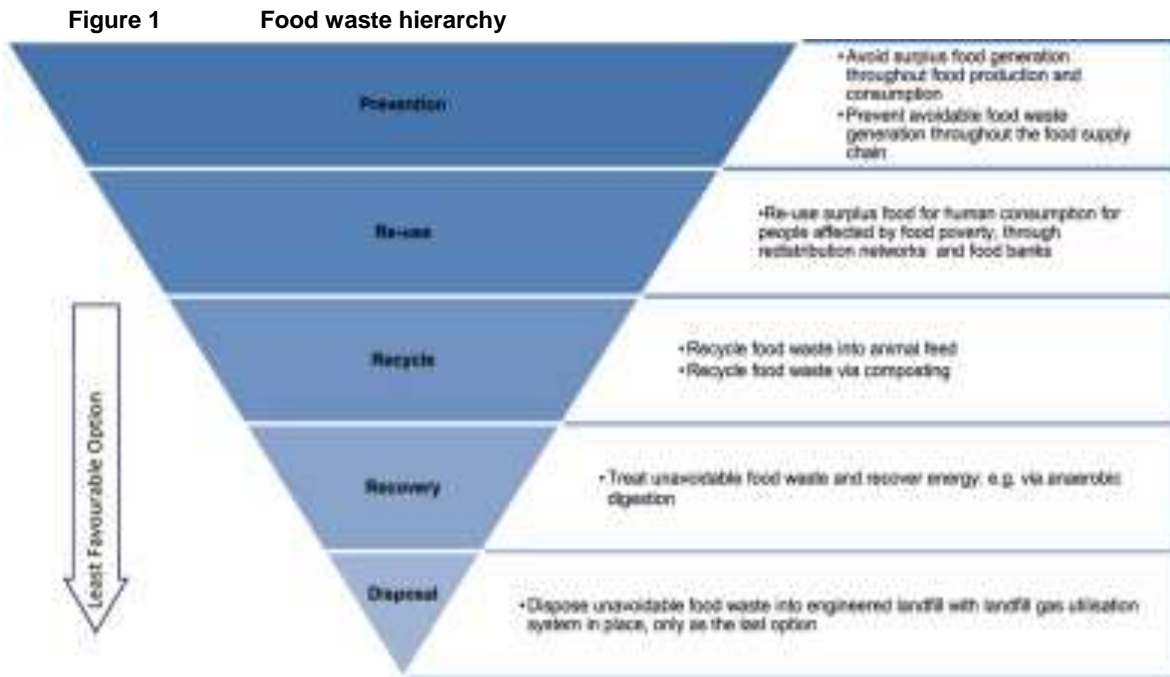 Figure 1 Food waste hierarchy
Prevention
•Avoid surplus food generation
throughout food production and
consumption
•Prevent avoidable food waste
generation throughout the food supply
chain
Re-use
•Re-use surplus food for human consumption for
people affected by food poverty, through
redistribution networks and food banks
Recycle
•Recycle food waste into animal feed
•Recycle food waste via composting
Recovery
•Treat unavoidable food waste and recover energy; e.g. via anaerobic
digestion
Disposal
•Dispose unavoidable food waste into engineered landfill with landfill gas utilisation
system in place, only as the last option
Least Favourable Option